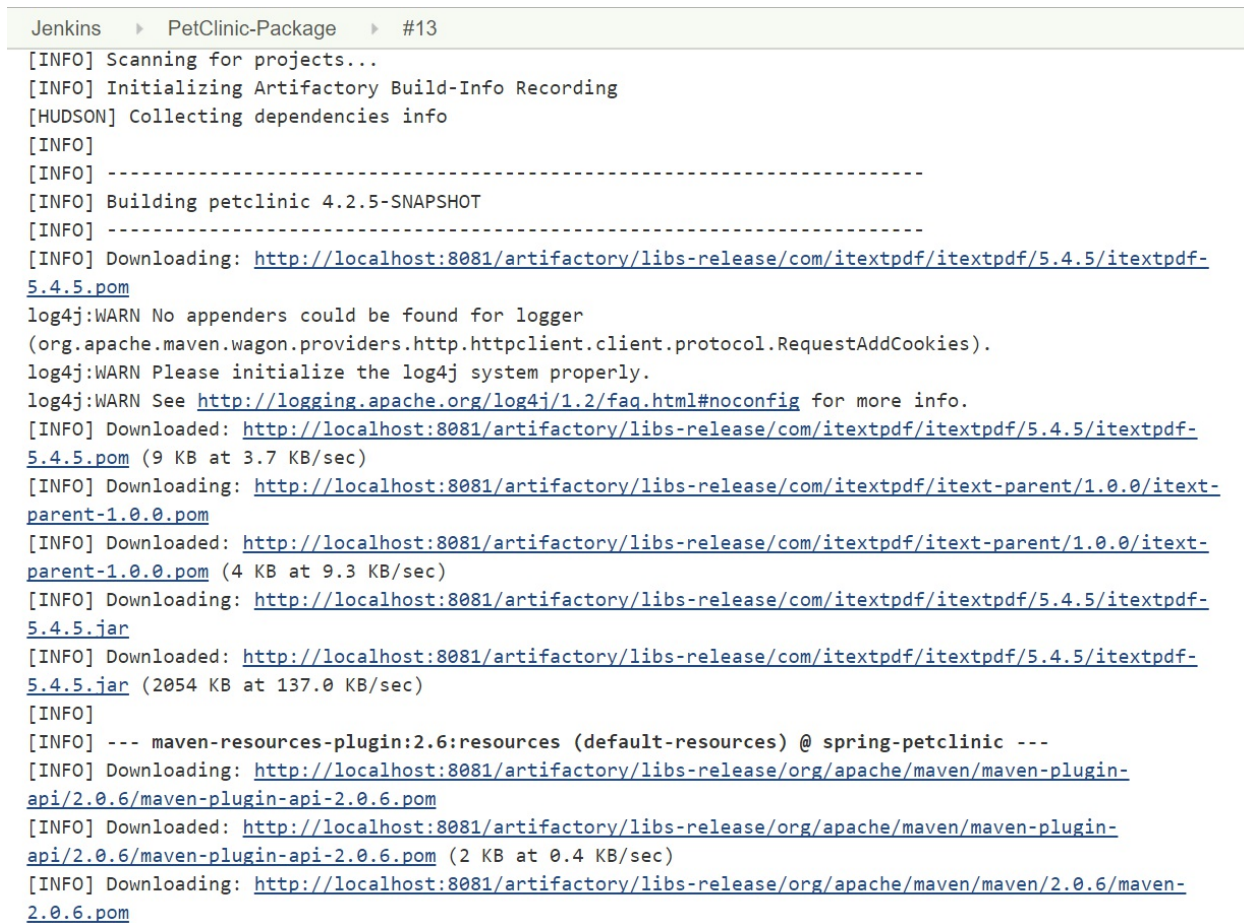 Jenkins PetClinic-Package #13
[INFO] Scanning for projects...
[INFO] Initializing Artifactory Build-Info Recording
[HUDSON] Collecting dependencies info
[INFO]
[INFO] ------------------------------------------------------------------------
[INFO] Building petclinic 4.2.5-SNAPSHOT
[INFO] ------------------------------------------------------------------------
[INFO] Downloading: http://localhost:8081/artifactory/libs-release/com/itextpdf/itextpdf/5.4.5/itextpdf-
5.4.5.pom
log4j:WARN No appenders could be found for logger
(org.apache.maven.wagon.providers.http.httpclient.client.protocol.RequestAddCookies).
log4j:WARN Please initialize the log4j system properly.
log4j:WARN See http://logging.apache.org/log4j/1.2/faq.html#noconfig for more info.
[INFO] Downloaded: http://localhost:8081/artifactory/libs-release/com/itextpdf/itextpdf/5.4.5/itextpdf-
5.4.5.pom (9 KB at 3.7 KB/sec)
[INFO] Downloading: http://localhost:8081/artifactory/libs-release/com/itextpdf/itext-parent/1.0.0/itext-
parent-1.0.0.pom
[INFO] Downloaded: http://localhost:8081/artifactory/libs-release/com/itextpdf/itext-parent/1.0.0/itext-
parent-1.0.0.pom (4 KB at 9.3 KB/sec)
[INFO] Downloading: http://localhost:8081/artifactory/libs-release/com/itextpdf/itextpdf/5.4.5/itextpdf-
5.4.5.jar
[INFO] Downloaded: http://localhost:8081/artifactory/libs-release/com/itextpdf/itextpdf/5.4.5/itextpdf-
5.4.5.jar (2054 KB at 137.0 KB/sec)
[INFO]
[INFO] --- maven-resources-plugin:2.6:resources (default-resources) @ spring-petclinic ---
[INFO] Downloading: http://localhost:8081/artifactory/libs-release/org/apache/maven/maven-plugin-
api/2.0.6/maven-plugin-api-2.0.6.pom
[INFO] Downloaded: http://localhost:8081/artifactory/libs-release/org/apache/maven/maven-plugin-
api/2.0.6/maven-plugin-api-2.0.6.pom (2 KB at 0.4 KB/sec)
[INFO] Downloading: http://localhost:8081/artifactory/libs-release/org/apache/maven/maven/2.0.6/maven-
2.0.6.pom